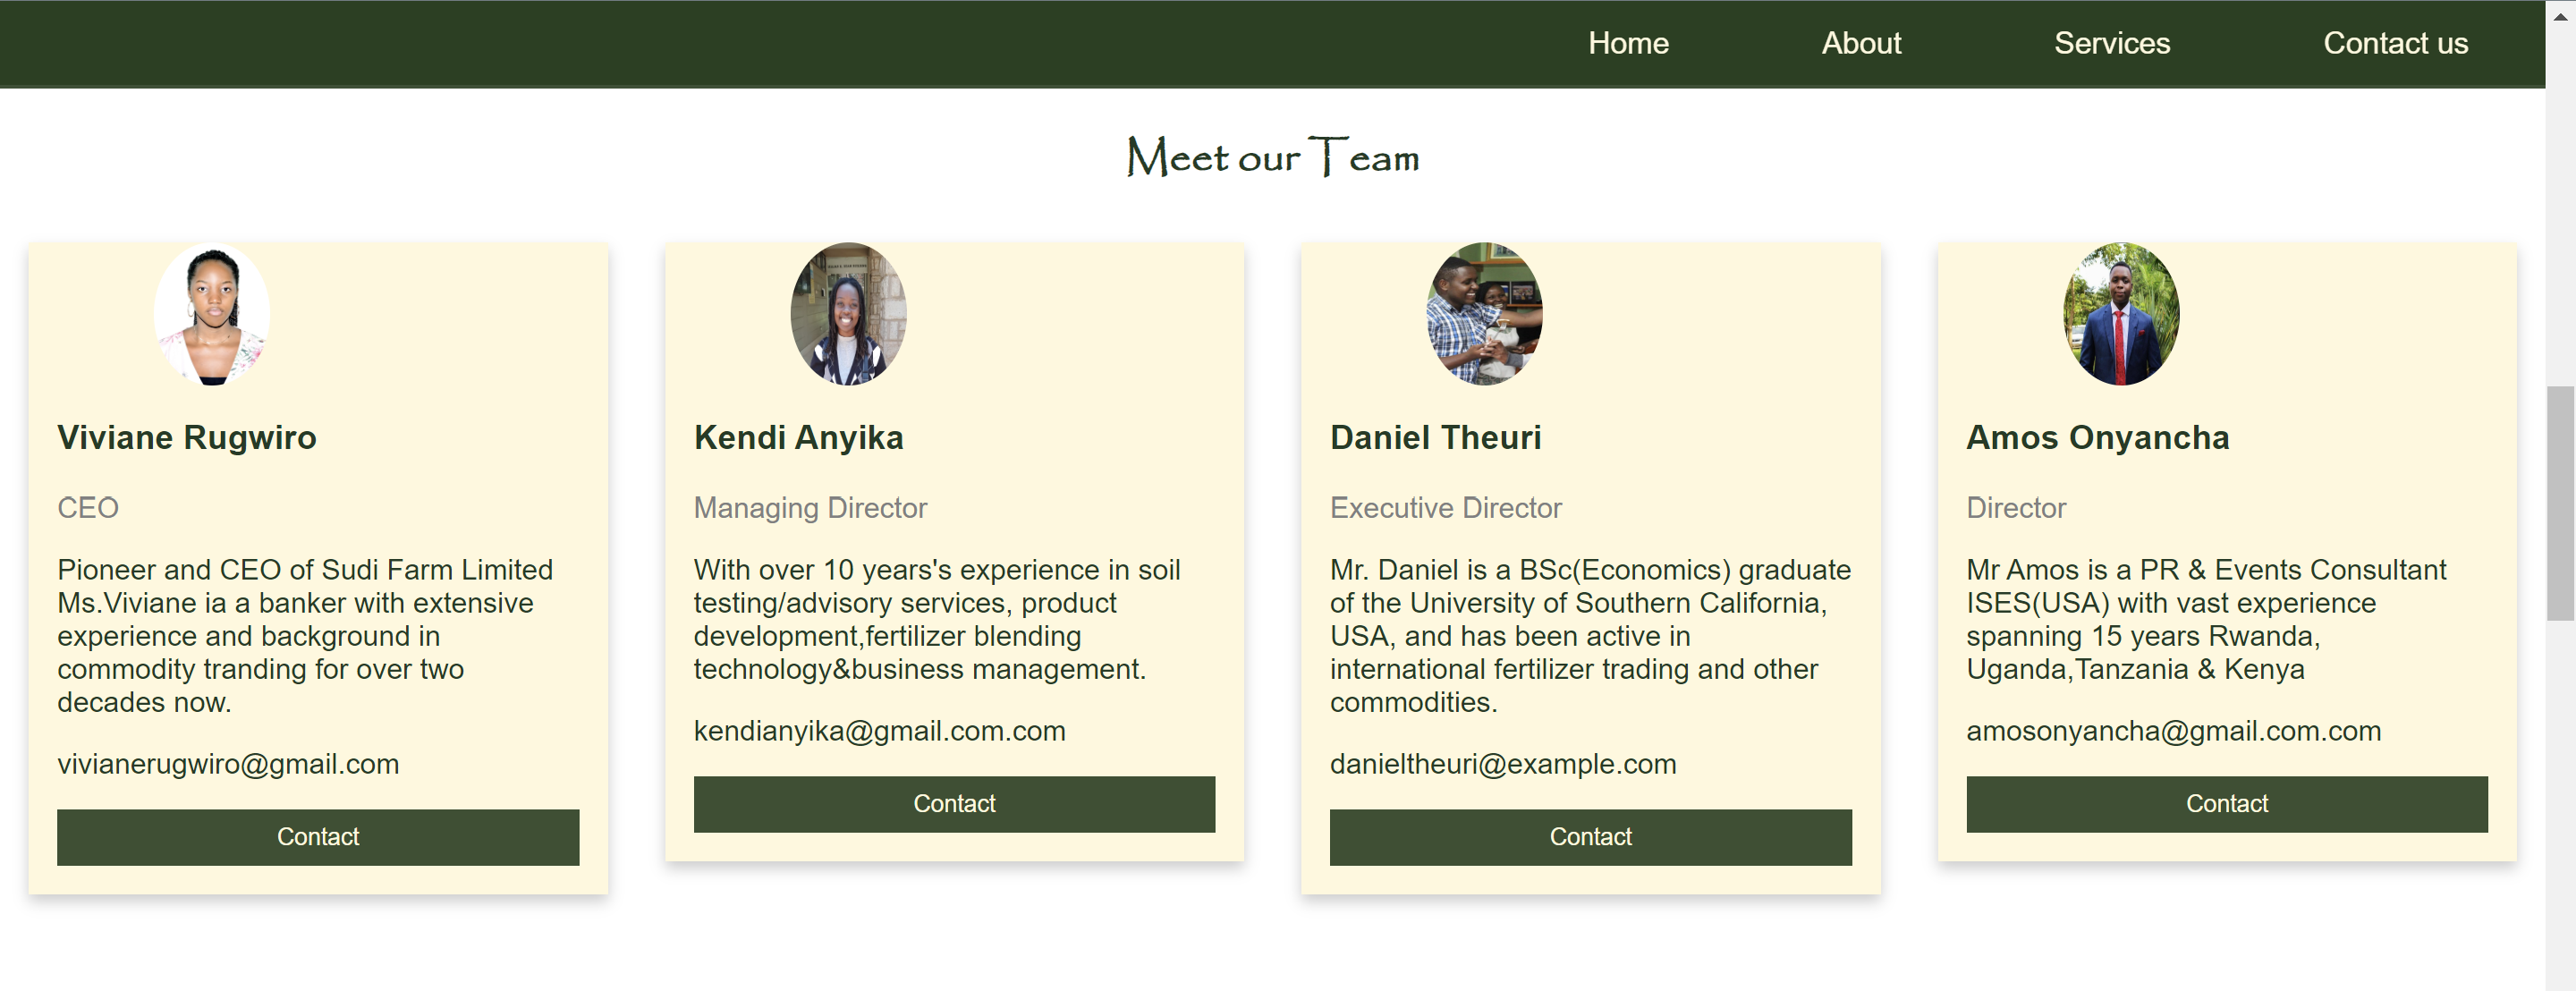 Home About Services Contact us
Meet our Team
Viviane Rugwiro
CEO
Pioneer and CEO of Sudi Farm Limited
Ms.Viviane ia a banker with extensive
experience and background in
commodity tranding for over two
decades now.
vivianerugwiro@gmail.com
Contact
Kendi Anyika
Managing Director
With over 10 years's experience in soil
testing/advisory services, product
development,fertilizer blending
technology&business management.
kendianyika@gmail.com.com
Contact
Daniel Theuri
Executive Director
Mr. Daniel is a BSc(Economics) graduate
of the University of Southern California,
USA, and has been active in
international fertilizer trading and other
commodities.
danieltheuri@example.com
Contact
Amos Onyancha
Director
Mr Amos is a PR & Events Consultant
ISES(USA) with vast experience
spanning 15 years Rwanda,
Uganda,Tanzania & Kenya
amosonyancha@gmail.com.com
Contact